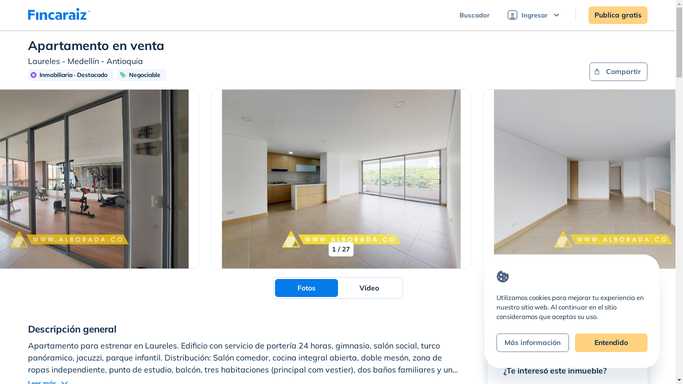 Fincaraiz
Buscador
Ingresar
Publica gratis
Apartamento en venta
Laureles - Medellín - Antioquia
Inmobiliaria - Destacado
Negociable
Compartir
WWW.ALBORADA.CO
WWW.ALBORADA.CO
WWW.ALBORADA.CO
1 / 27
Fotos
Video
Utilizamos cookies para mejorar tu experiencia en
nuestro sitio web. Al continuar en el sitio
consideramos que aceptas su uso.
Más información
Entendido
Descripción general
Apartamento para estrenar en Laureles. Edificio con servicio de portería 24 horas, gimnasio, salón social, turco
panóramico, jacuzzi, parque infantil. Distribución: Salón comedor, cocina integral abierta, doble mesón, zona de
ropas independiente, punto de estudio, balcón, tres habitaciones (principal com vestier), dos baños familiares y un...
Leer más
¿Te interesó este inmueble?